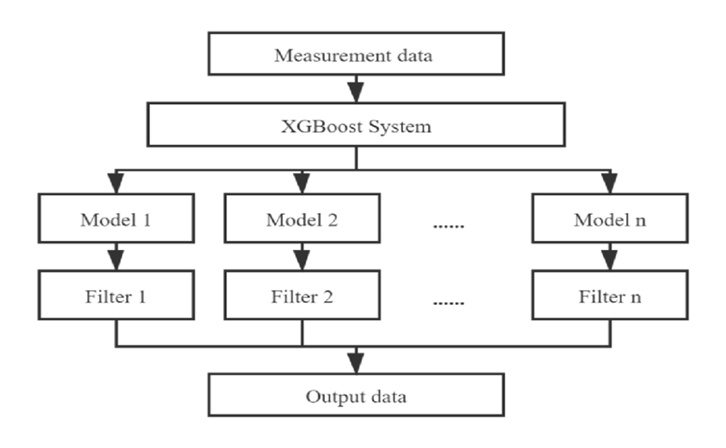 Measurement data
XGBoost System
Model 1
Model 2
......
Model n
Filter 1
Filter 2
......
Filter n
Output data